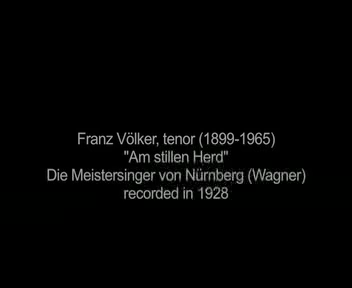 Franz Völker, tenor (1899-1965)
"Am stillen Herd"
Die Meistersinger von Nürnberg (Wagner)
recorded in 1928